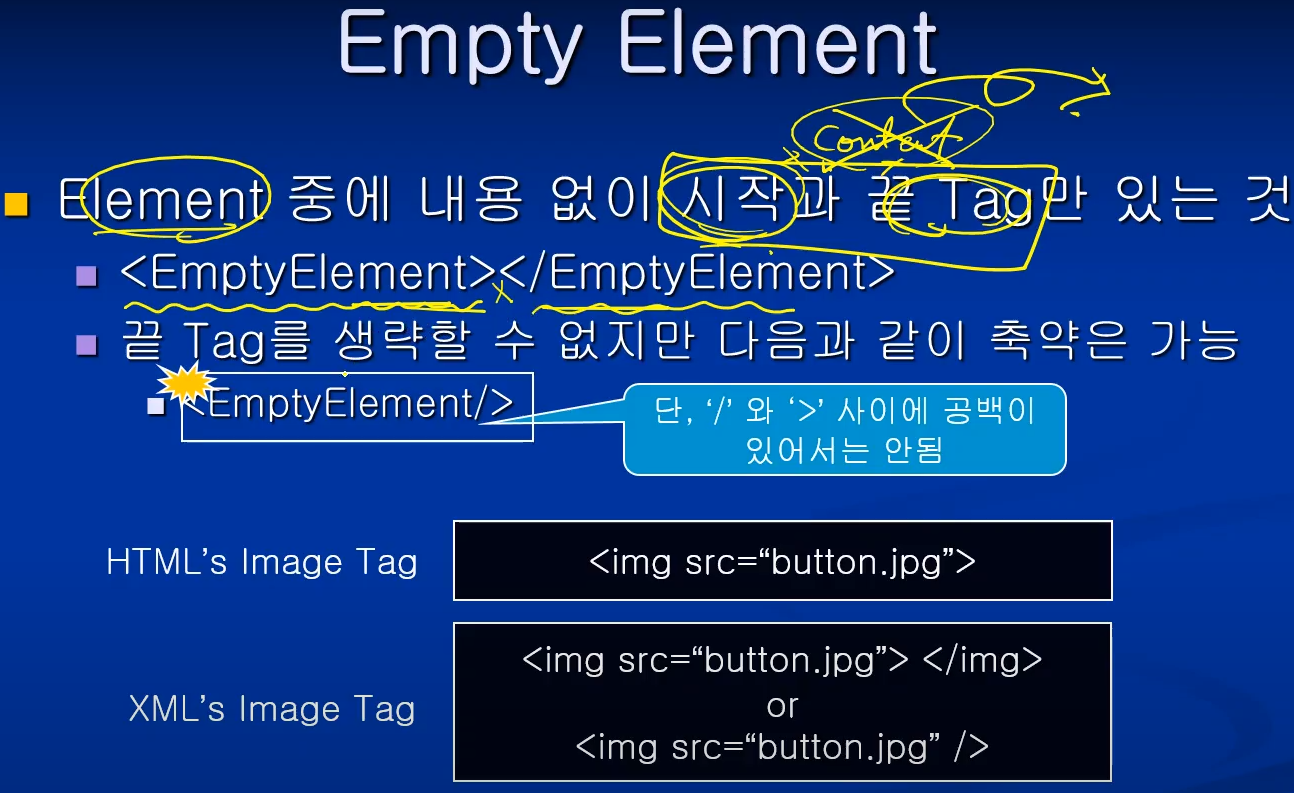 Empty Element
Content
Element 중에 내용 없이 시작과 끝 Tag만 있는 것
<EmptyElement></EmptyElement>
끝 Tag를 생략할 수 없지만 다음과 같이 축약은 가능
<EmptyElement/>
단, ‘/’ 와 ‘>’ 사이에 공백이
있어서는 안됨
HTML’s Image Tag
<img src=“button.jpg”>
XML’s Image Tag
<img src=“button.jpg”> </img>
or
<img src=“button.jpg” />